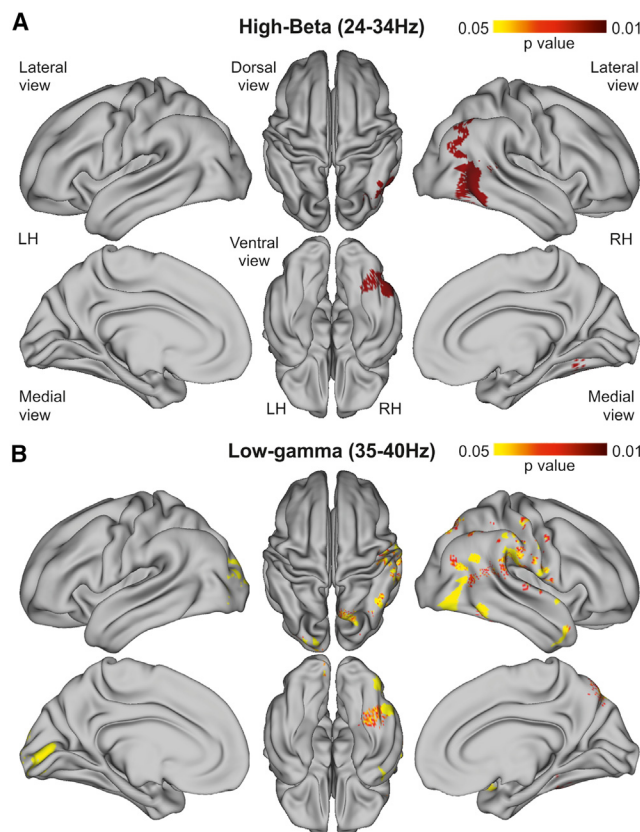 A
High-Beta (24-34Hz)
0.05 0.01
p value
Lateral
view
Dorsal
view
Lateral
view
LH
Ventral
view
RH
Medial
view
LH
RH
Medial
view
B
Low-gamma (35-40Hz)
0.05 0.01
p value